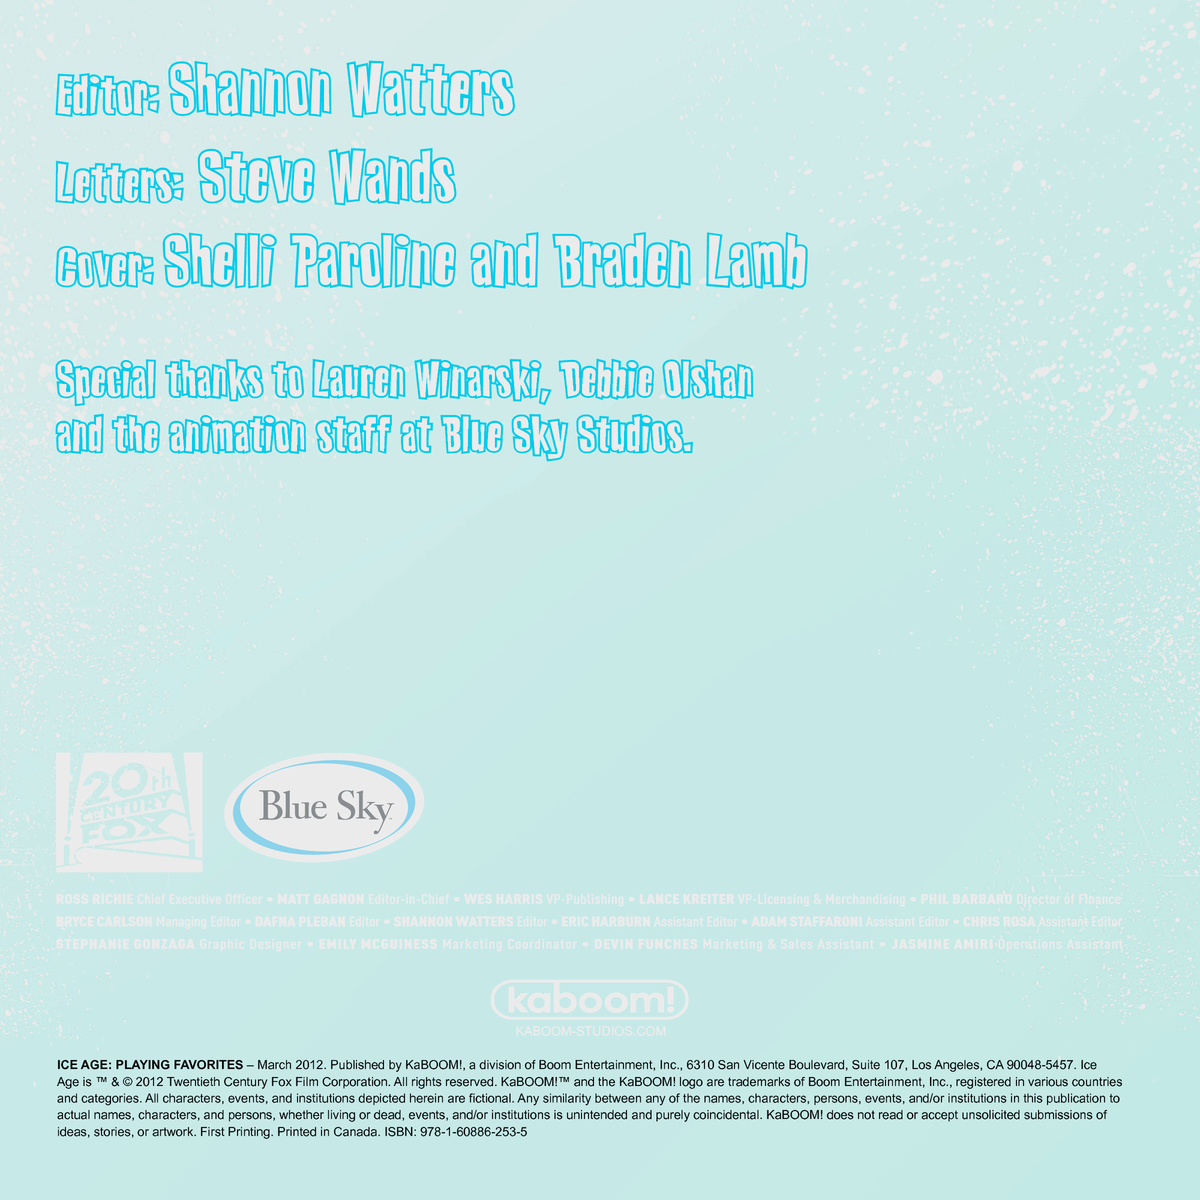 Editor: Shannon Watters
Letters: Steve Wands
Cover: Shelli Paroline and Braden Lamb
Special thanks to Lauren Winarski, Debbie Olshan
and the animation staff at Blue Sky Studios.
20th
CENTURY
FOX
Blue Sky
ROSS RICHIE Chief Executive Officer • MATT GAGNON Editor-in-Chief • WES HARRIS VP-Publishing • LANCE KREITER VP-Licensing & Merchandising • PHIL BARBARO Director of Finance
BRYCE CARLSON Managing Editor • DAFNA PLEBAN Editor • SHANNON WATTERS Editor • ERIC HARBURN Assistant Editor • ADAM STAFFARONI Assistant Editor • CHRIS ROSA Assistant Editor
STEPHANIE GONZAGA Graphic Designer • EMILY MCGUINESS Marketing Coordinator • DEVIN FUNCHES Marketing & Sales Assistant • JASMINE AMIRI Operations Assistant
kaboom!
KABOOM-STUDIOS.COM
ICE AGE: PLAYING FAVORITES – March 2012. Published by KaBOOM!, a division of Boom Entertainment, Inc., 6310 San Vicente Boulevard, Suite 107, Los Angeles, CA 90048-5457. Ice
Age is ™ & © 2012 Twentieth Century Fox Film Corporation. All rights reserved. KaBOOM!™ and the KaBOOM! logo are trademarks of Boom Entertainment, Inc., registered in various countries
and categories. All characters, events, and institutions depicted herein are fictional. Any similarity between any of the names, characters, persons, events, and/or institutions in this publication to
actual names, characters, and persons, whether living or dead, events, and/or institutions is unintended and purely coincidental. KaBOOM! does not read or accept unsolicited submissions of
ideas, stories, or artwork. First Printing. Printed in Canada. ISBN: 978-1-60886-253-5